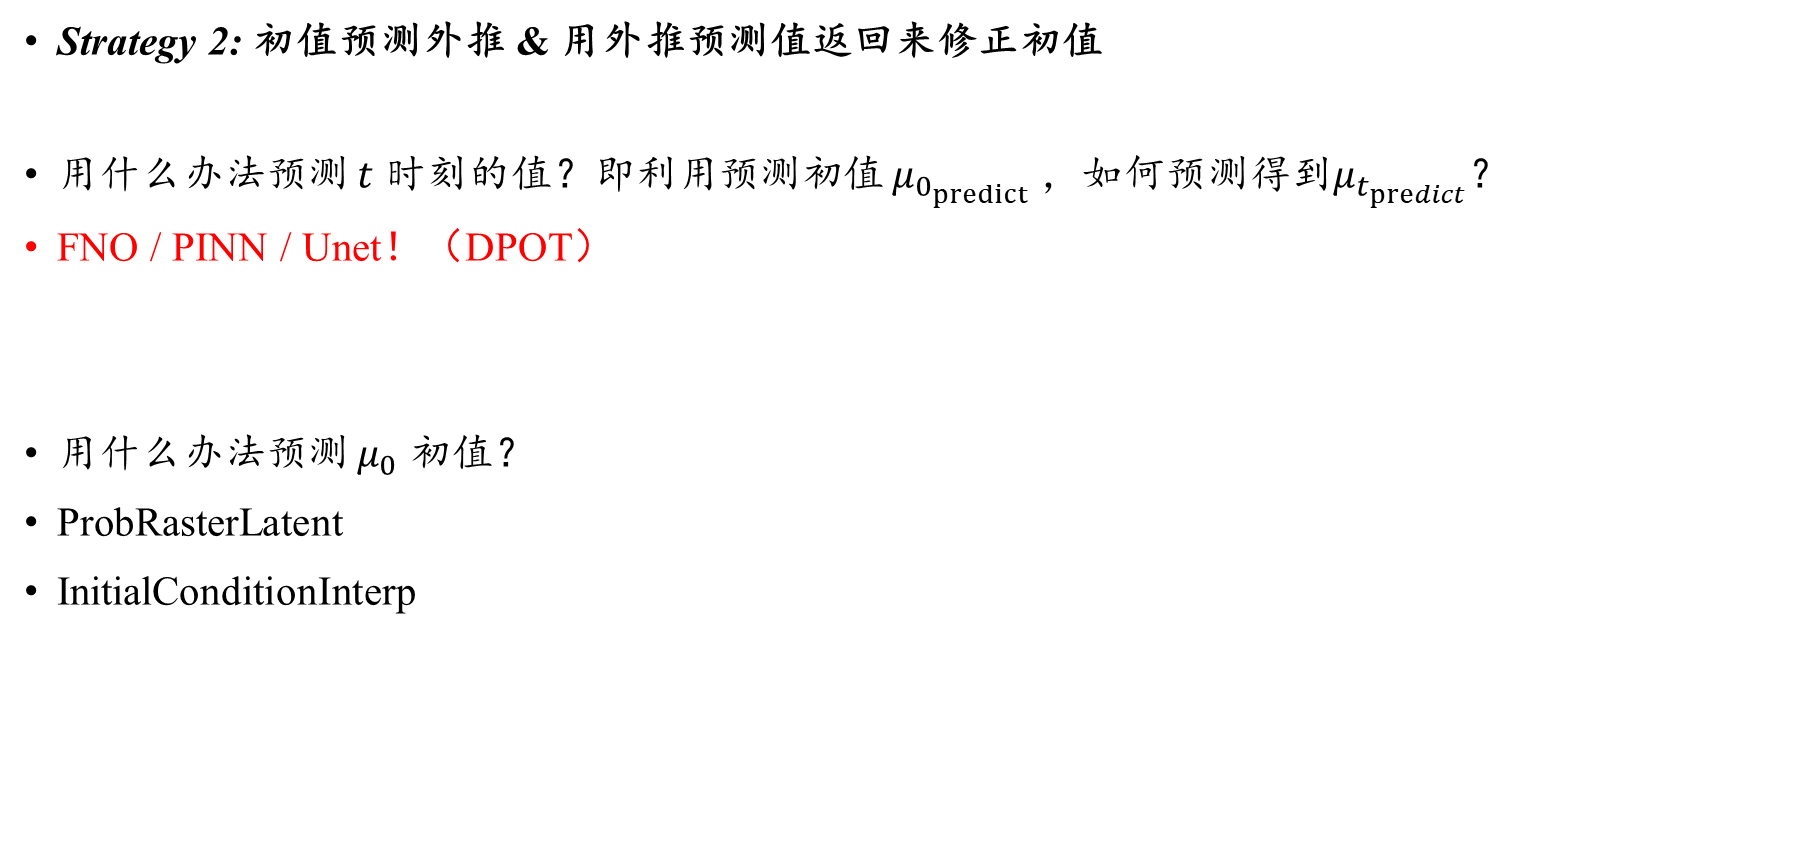 • Strategy 2: 初值预测外推 & 用外推预测值返回来修正初值
• 用什么办法预测 t 时刻的值？即利用预测初值 μ₀predict ，如何预测得到μtpredict？
• FNO / PINN / Unet！（DPOT）
• 用什么办法预测 μ₀ 初值？
• ProbRasterLatent
• InitialConditionInterp